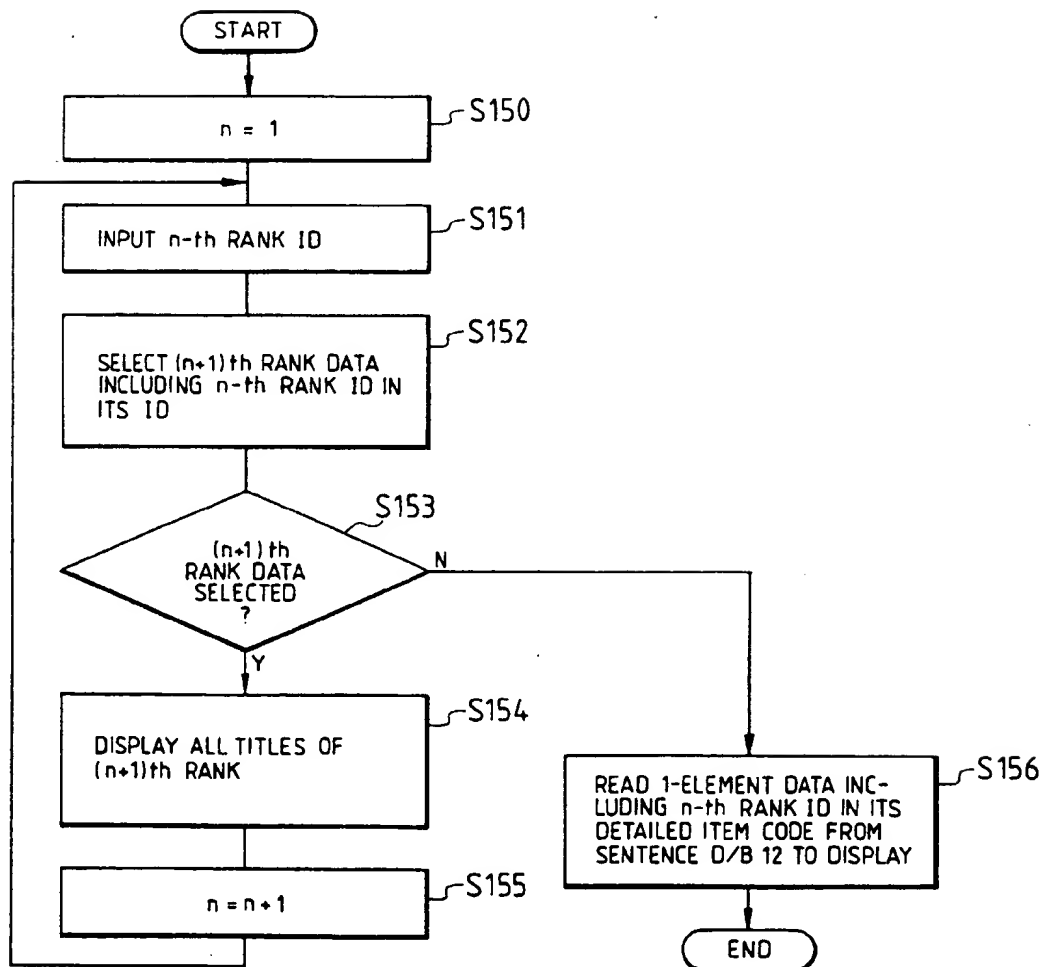 START
S150
n = 1
S151
INPUT n-th RANK ID
S152
SELECT (n+1)th RANK DATA
INCLUDING n-th RANK ID IN
ITS ID
S153
(n+1)th
RANK DATA
SELECTED
?
N
Y
S154
DISPLAY ALL TITLES OF
(n+1)th RANK
S156
READ 1-ELEMENT DATA INC-
LUDING n-th RANK ID IN ITS
DETAILED ITEM CODE FROM
SENTENCE D/B 12 TO DISPLAY
S155
n = n+1
END